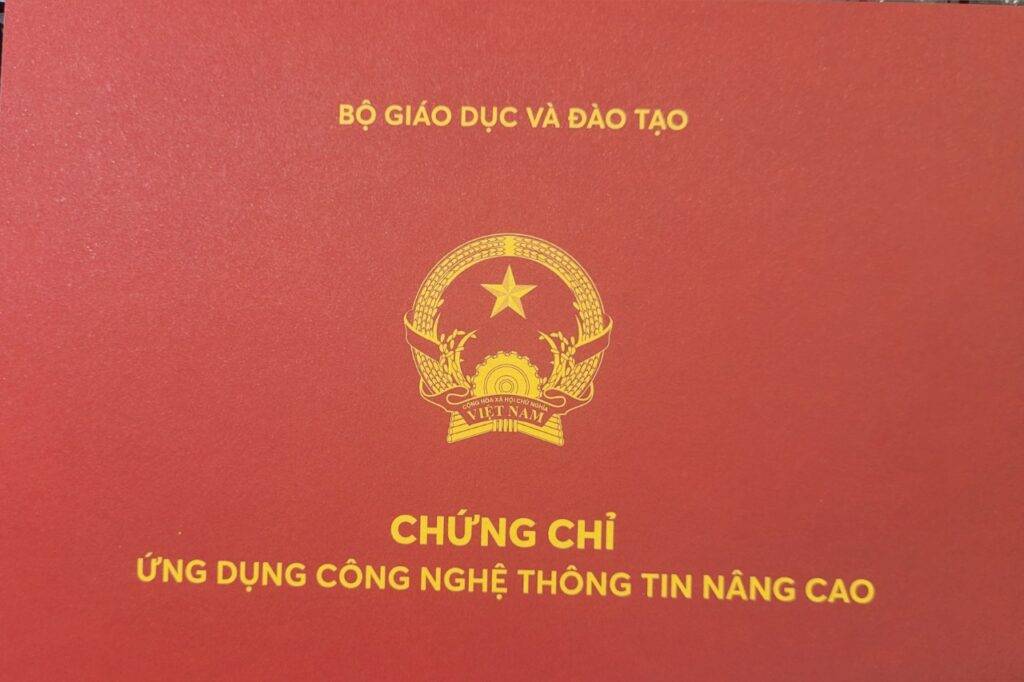 BỘ GIÁO DỤC VÀ ĐÀO TẠO
CỘNG HÒA XÃ HỘI CHỦ NGHĨA
VIỆT NAM
CHỨNG CHỈ
ỨNG DỤNG CÔNG NGHỆ THÔNG TIN NÂNG CAO